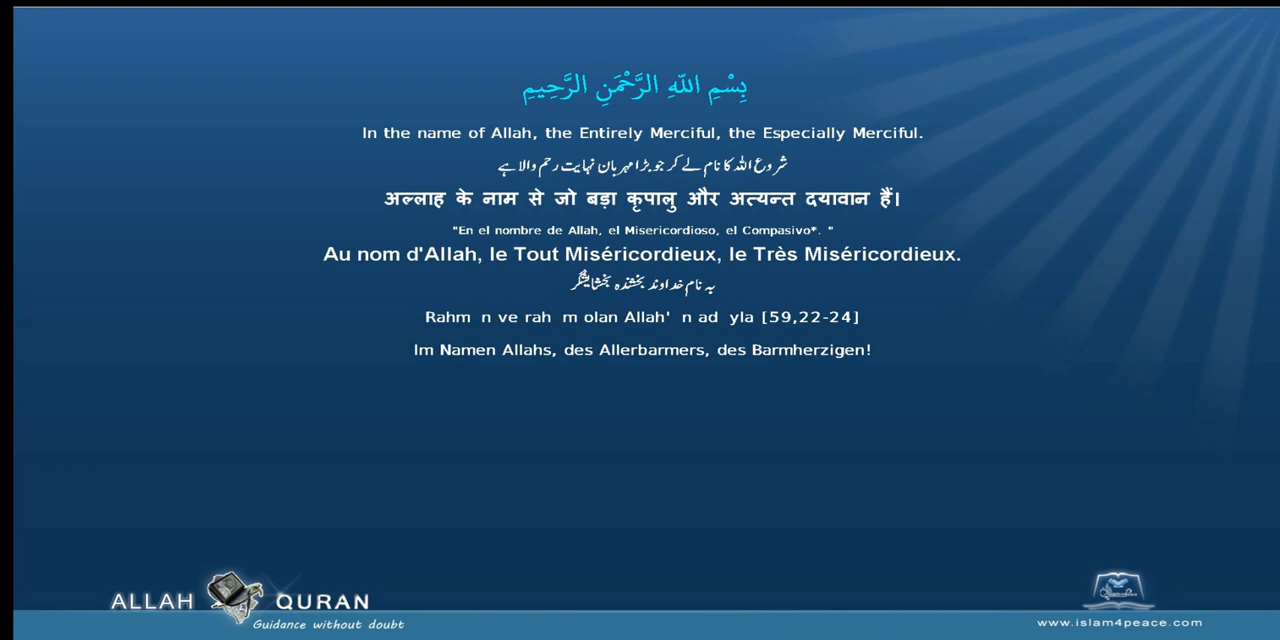 بِسْمِ اللّهِ الرَّحْمَنِ الرَّحِيمِ
In the name of Allah, the Entirely Merciful, the Especially Merciful.
شروع الله کا نام لے کر جو بڑا مہربان نہایت رحم والا ہے
अल्लाह के नाम से जो बड़ा कृपालु और अत्यन्त दयावान हैं।
"En el nombre de Allah, el Misericordioso, el Compasivo*. "
Au nom d'Allah, le Tout Miséricordieux, le Très Miséricordieux.
به نام خداوند بخشنده بخشایشگر
Rahm n ve rah m olan Allah' n ad yla [59,22-24]
Im Namen Allahs, des Allerbarmers, des Barmherzigen!
ALLAH QURAN
Guidance without doubt
www.islam4peace.com